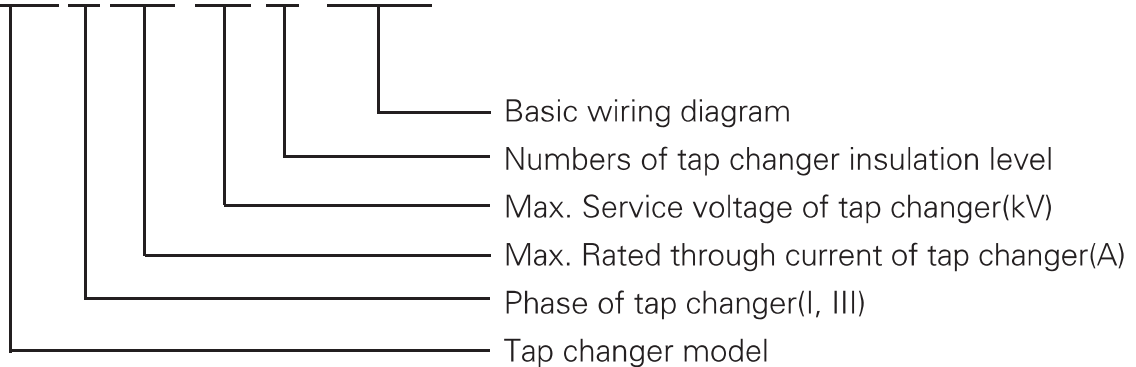 Basic wiring diagram
Numbers of tap changer insulation level
Max. Service voltage of tap changer(kV)
Max. Rated through current of tap changer(A)
Phase of tap changer(I, III)
Tap changer model